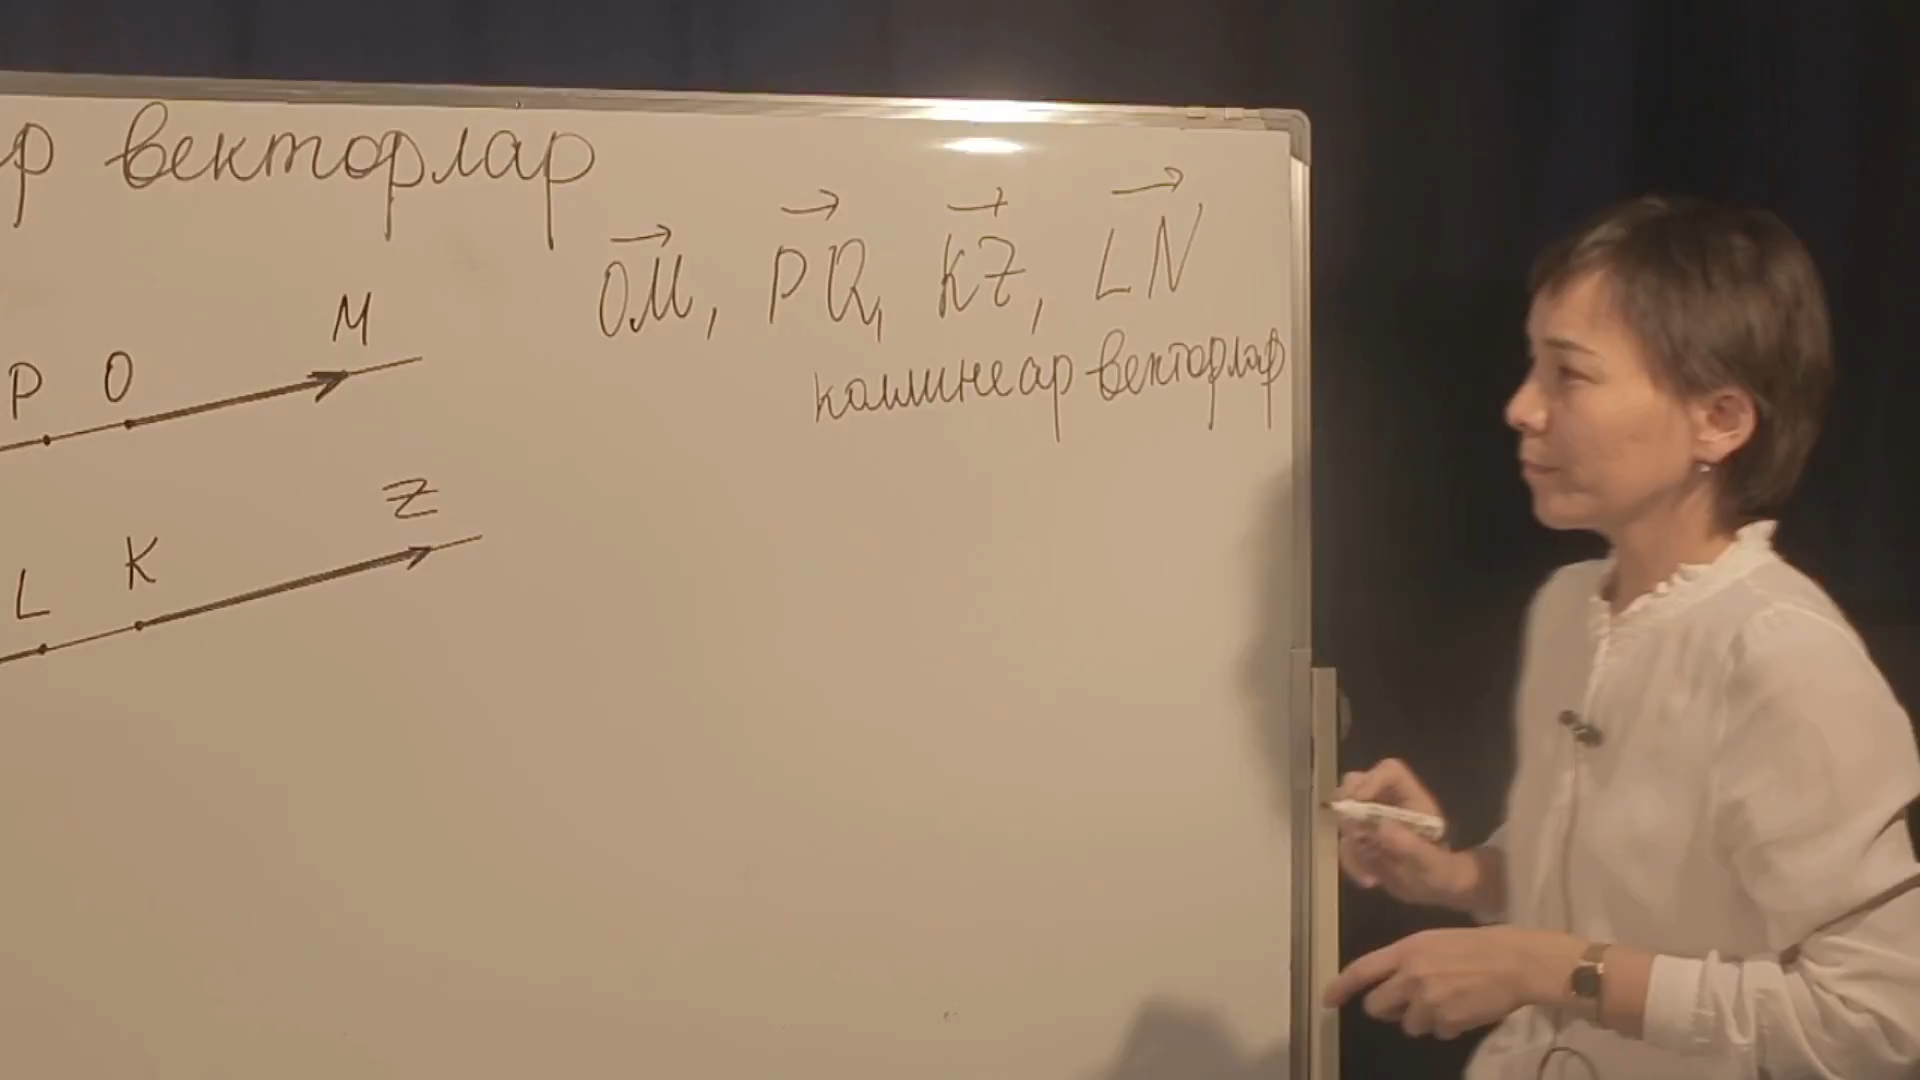 р векторлар
OM, PQ, KZ, LN
коллинеар векторлар
M
P O
Z
L K